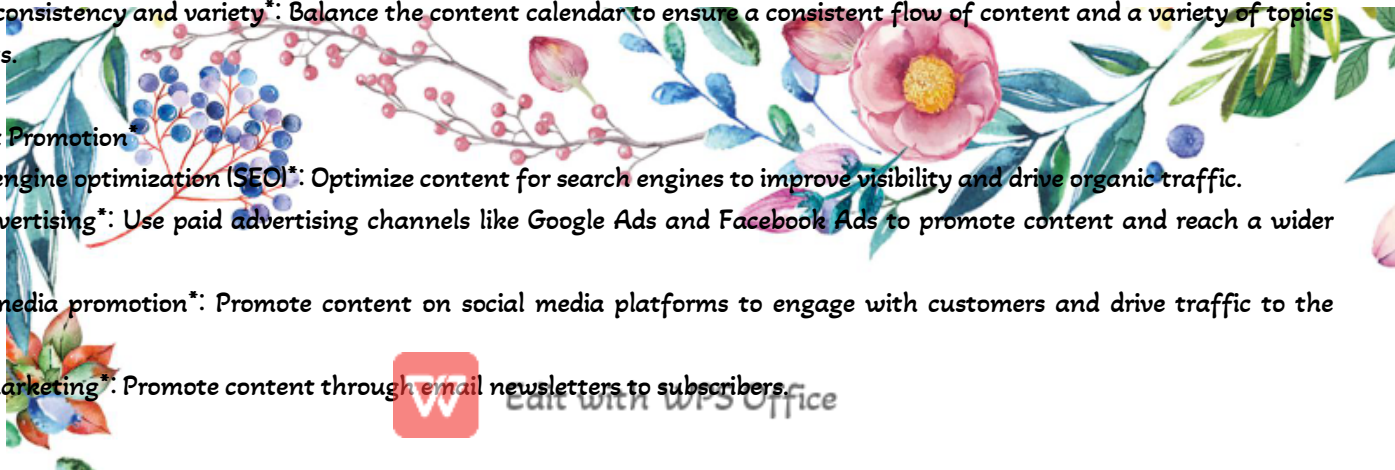 consistency and variety*: Balance the content calendar to ensure a consistent flow of content and a variety of topics
s.
Promotion*
engine optimization (SEO)*: Optimize content for search engines to improve visibility and drive organic traffic.
vertising*: Use paid advertising channels like Google Ads and Facebook Ads to promote content and reach a wider
media promotion*: Promote content on social media platforms to engage with customers and drive traffic to the
arketing*: Promote content through email newsletters to subscribers.
Edit with WPS Office